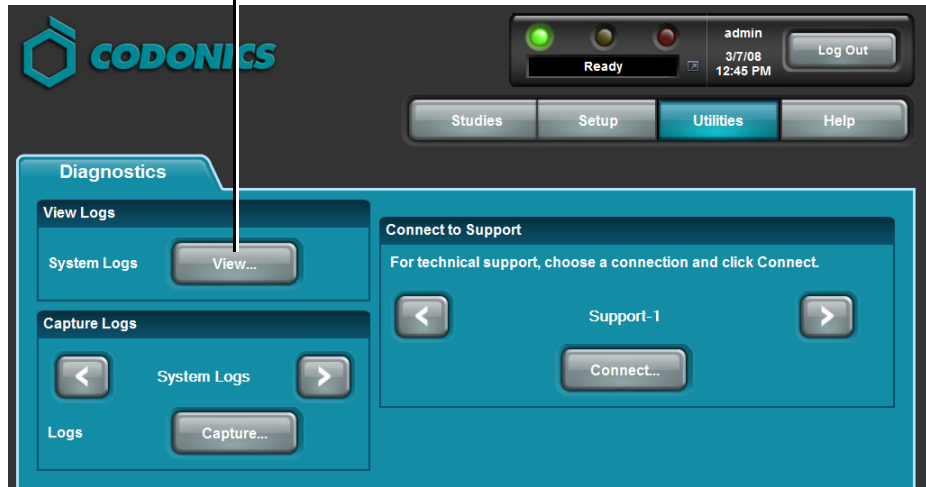 CODONICS
admin
Ready
3/7/08
12:45 PM
Log Out
Studies Setup Utilities Help
Diagnostics
View Logs
System Logs View...
Capture Logs
< System Logs >
Logs Capture...
Connect to Support
For technical support, choose a connection and click Connect.
< Support-1 >
Connect...